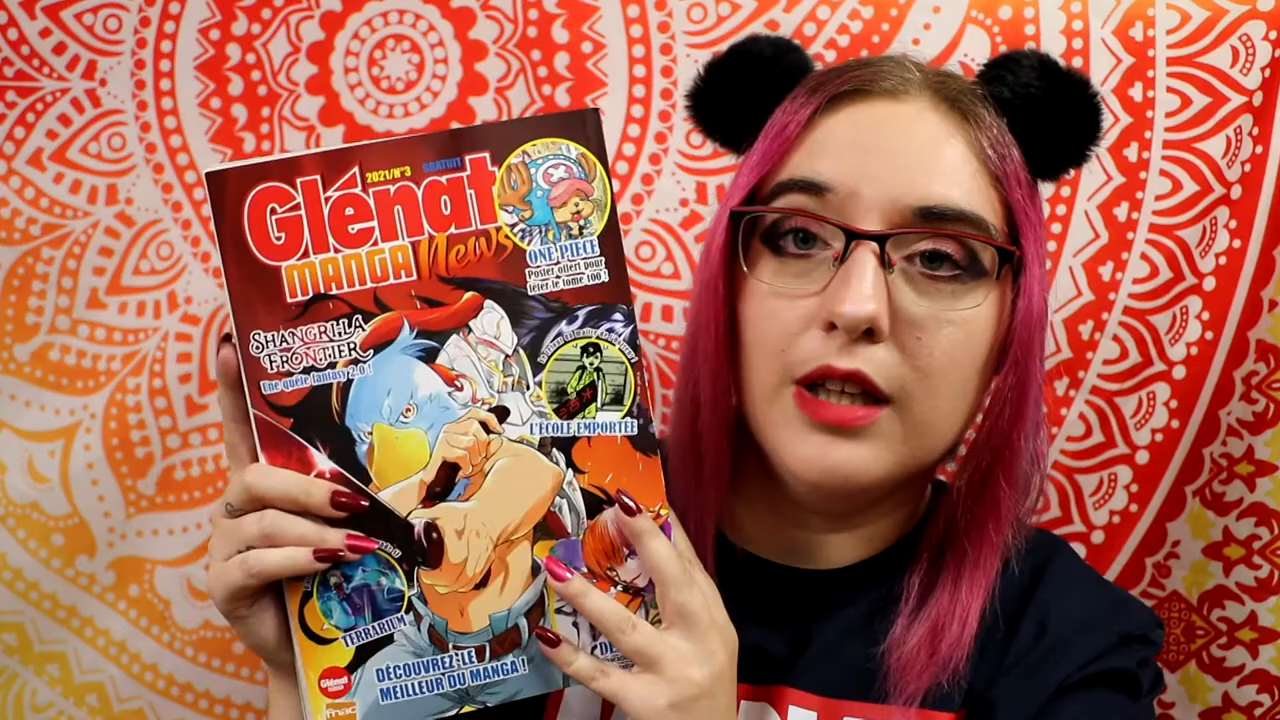 2021/N°3 GRATUIT
Glénat
MANGA News
ONE PIECE
Poster offert pour
fêter le tome 100 !
SHANGRI-LA
FRONTIER
Une quête fantasy 2.0 !
L'ÉCOLE EMPORTÉE
TERRARIUM
DÉCOUVREZ LE
MEILLEUR DU MANGA !
Glénat
fnac